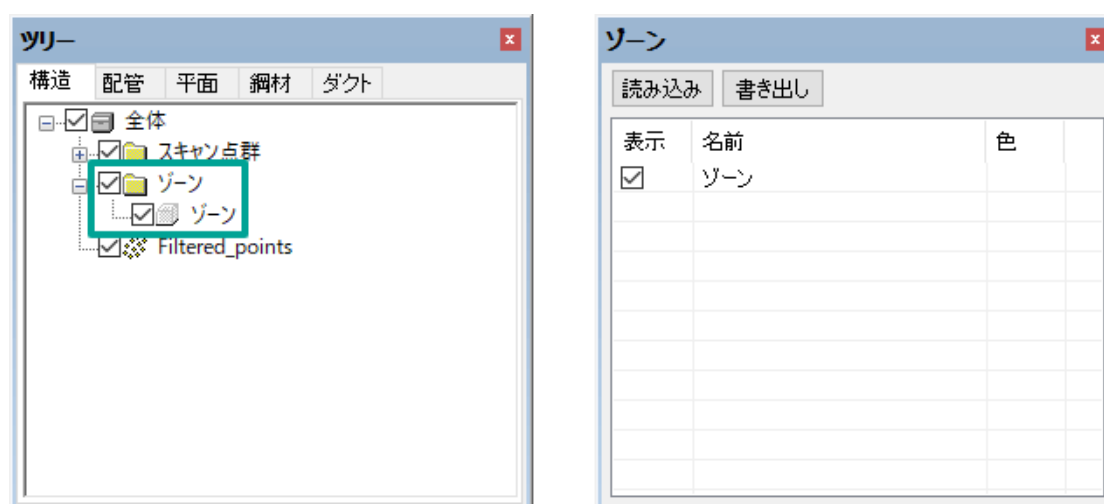 ツリー
構造 配管 平面 鋼材 ダクト
全体
スキャン点群
ゾーン
ゾーン
Filtered_points
ゾーン
読み込み 書き出し
表示 名前 色
ゾーン